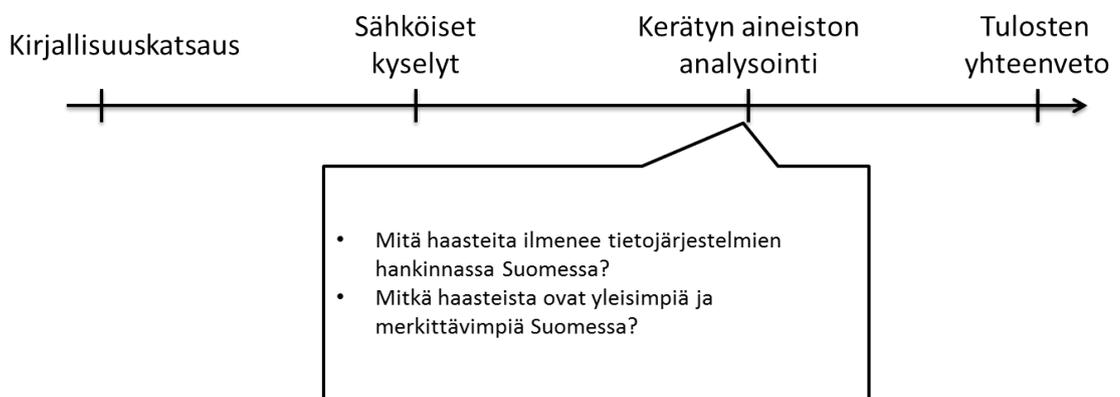 Kirjallisuuskatsaus
Sähköiset
kyselyt
Kerätyn aineiston
analysointi
Tulosten
yhteenveto
• Mitä haasteita ilmenee tietojärjestelmien
hankinnassa Suomessa?
• Mitkä haasteista ovat yleisimpiä ja
merkittävimpiä Suomessa?